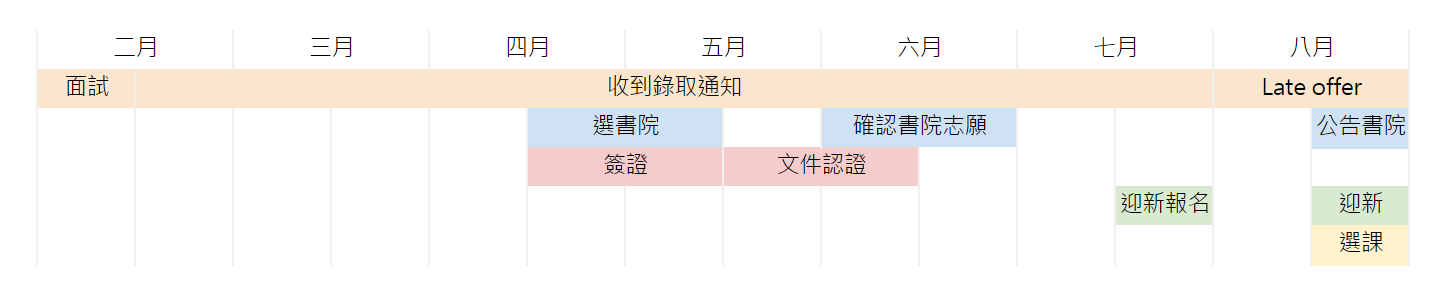 二月 三月 四月 五月 六月 七月 八月
面試 收到錄取通知 Late offer
選書院 確認書院志願 公告書院
簽證 文件認證
迎新報名 迎新
選課